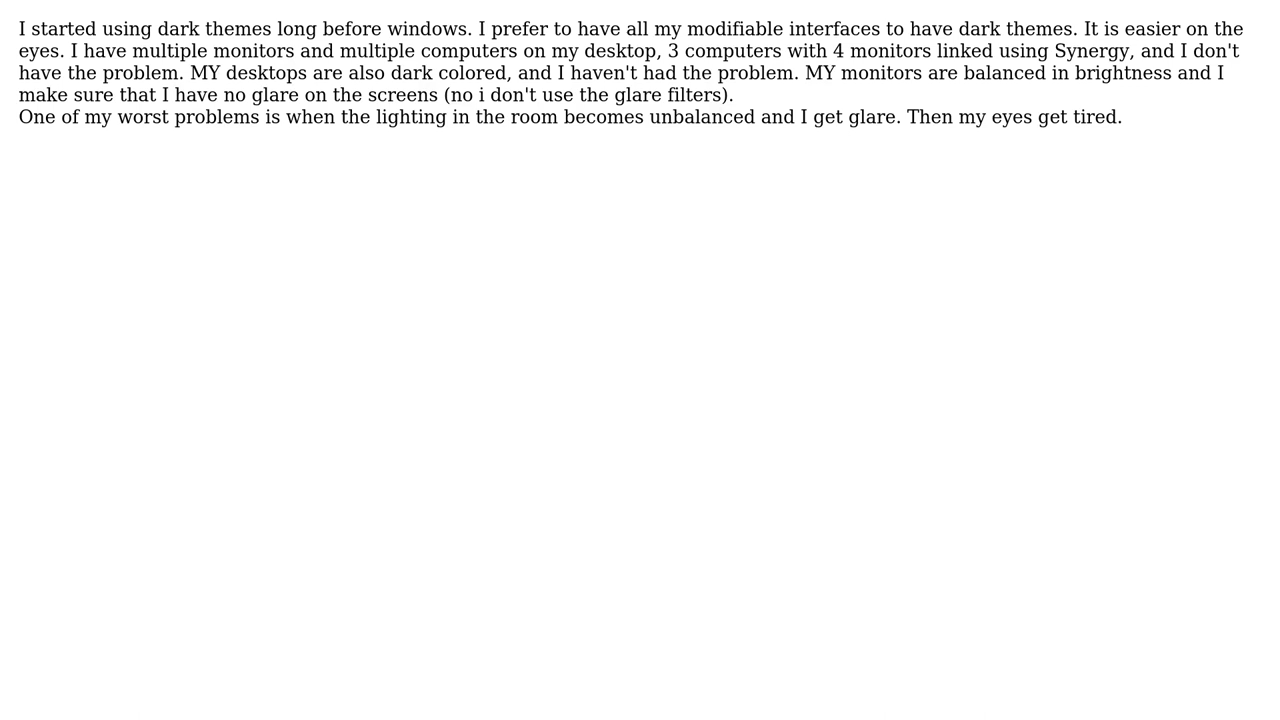 I started using dark themes long before windows. I prefer to have all my modifiable interfaces to have dark themes. It is easier on the
eyes. I have multiple monitors and multiple computers on my desktop, 3 computers with 4 monitors linked using Synergy, and I don't
have the problem. MY desktops are also dark colored, and I haven't had the problem. MY monitors are balanced in brightness and I
make sure that I have no glare on the screens (no i don't use the glare filters).
One of my worst problems is when the lighting in the room becomes unbalanced and I get glare. Then my eyes get tired.